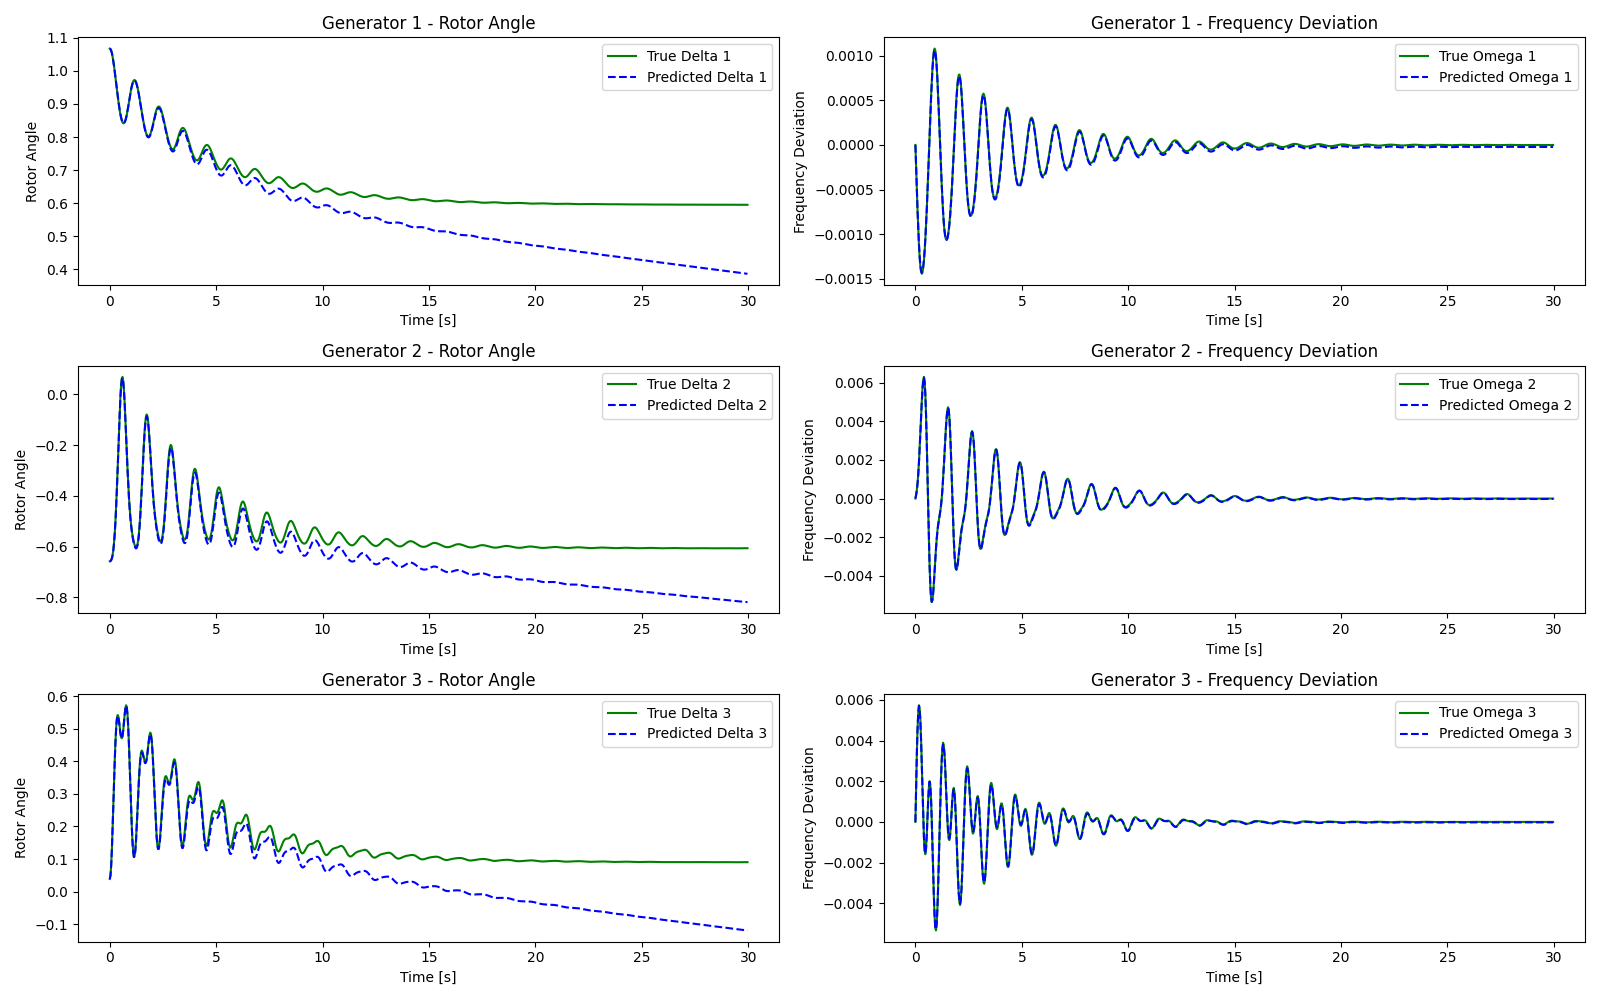 Generator 1 - Rotor Angle
1.1
1.0
0.9
0.8
0.7
0.6
0.5
0.4
Rotor Angle
True Delta 1
Predicted Delta 1
0 5 10 15 20 25 30
Time [s]
Generator 1 - Frequency Deviation
0.0010
0.0005
0.0000
−0.0005
−0.0010
−0.0015
Frequency Deviation
True Omega 1
Predicted Omega 1
0 5 10 15 20 25 30
Time [s]
Generator 2 - Rotor Angle
0.0
−0.2
−0.4
−0.6
−0.8
Rotor Angle
True Delta 2
Predicted Delta 2
0 5 10 15 20 25 30
Time [s]
Generator 2 - Frequency Deviation
0.006
0.004
0.002
0.000
−0.002
−0.004
Frequency Deviation
True Omega 2
Predicted Omega 2
0 5 10 15 20 25 30
Time [s]
Generator 3 - Rotor Angle
0.6
0.5
0.4
0.3
0.2
0.1
0.0
−0.1
Rotor Angle
True Delta 3
Predicted Delta 3
0 5 10 15 20 25 30
Time [s]
Generator 3 - Frequency Deviation
0.006
0.004
0.002
0.000
−0.002
−0.004
Frequency Deviation
True Omega 3
Predicted Omega 3
0 5 10 15 20 25 30
Time [s]